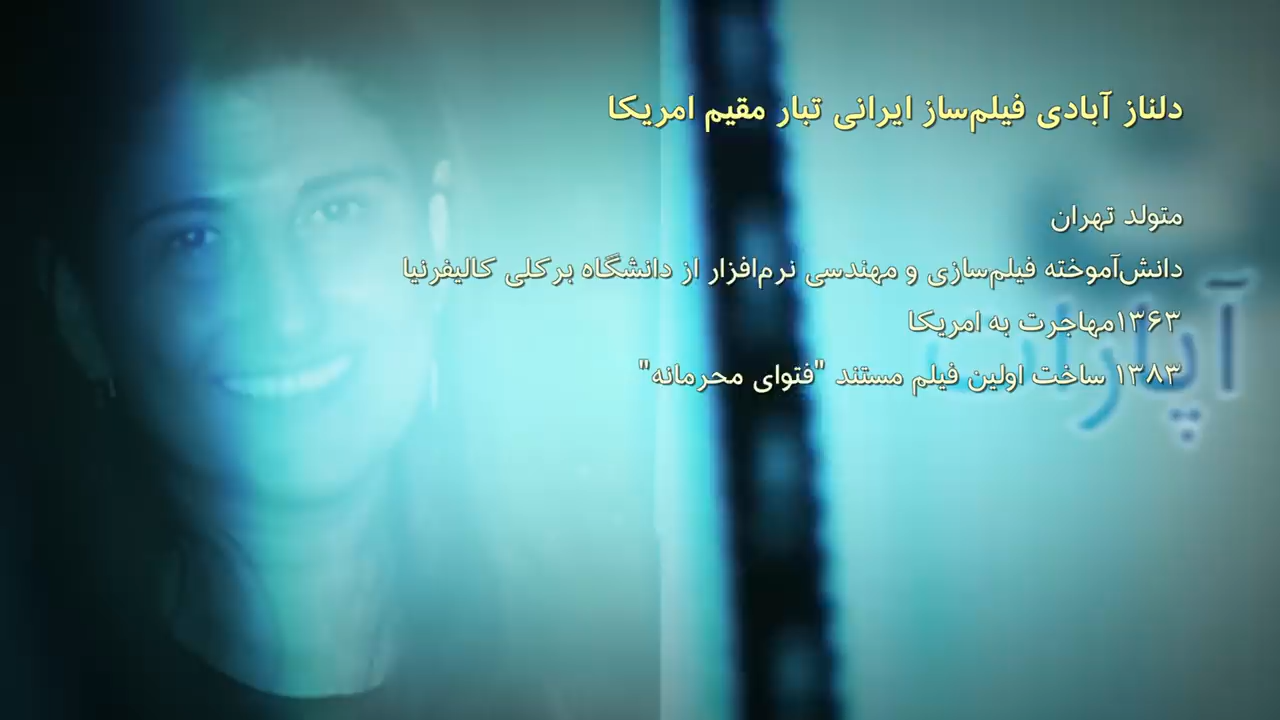 دلناز آبادی فیلم‌ساز ایرانی تبار مقیم امریکا
متولد تهران
دانش‌آموخته فیلم‌سازی و مهندسی نرم‌افزار از دانشگاه برکلی کالیفرنیا
۱۳۶۳مهاجرت به امریکا
۱۳۸۳ ساخت اولین فیلم مستند "فتوای محرمانه"
آپارات